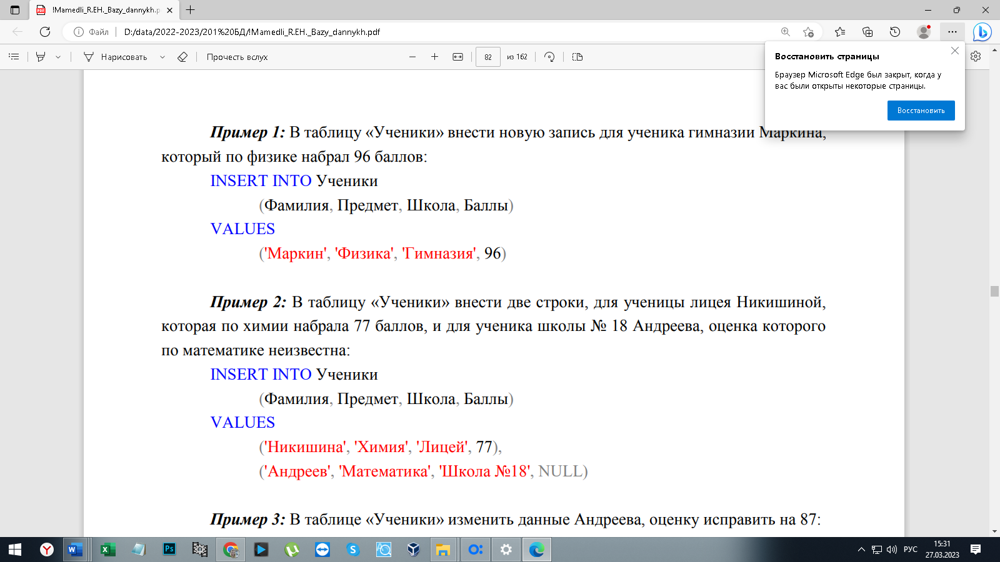 !Mamedli_R.EH._Bazy_dannykh.p
Файл D:/data/2022-2023/201%20БД/!Mamedli_R.EH._Bazy_dannykh.pdf
Нарисовать Прочесть вслух 82 из 162
Восстановить страницы
Браузер Microsoft Edge был закрыт, когда у
вас были открыты некоторые страницы.
Восстановить
Пример 1: В таблицу «Ученики» внести новую запись для ученика гимназии Маркина,
который по физике набрал 96 баллов:
INSERT INTO Ученики
(Фамилия, Предмет, Школа, Баллы)
VALUES
('Маркин', 'Физика', 'Гимназия', 96)
Пример 2: В таблицу «Ученики» внести две строки, для ученицы лицея Никишиной,
которая по химии набрала 77 баллов, и для ученика школы № 18 Андреева, оценка которого
по математике неизвестна:
INSERT INTO Ученики
(Фамилия, Предмет, Школа, Баллы)
VALUES
('Никишина', 'Химия', 'Лицей', 77),
('Андреев', 'Математика', 'Школа №18', NULL)
Пример 3: В таблице «Ученики» изменить данные Андреева, оценку исправить на 87:
РУС
15:31
27.03.2023